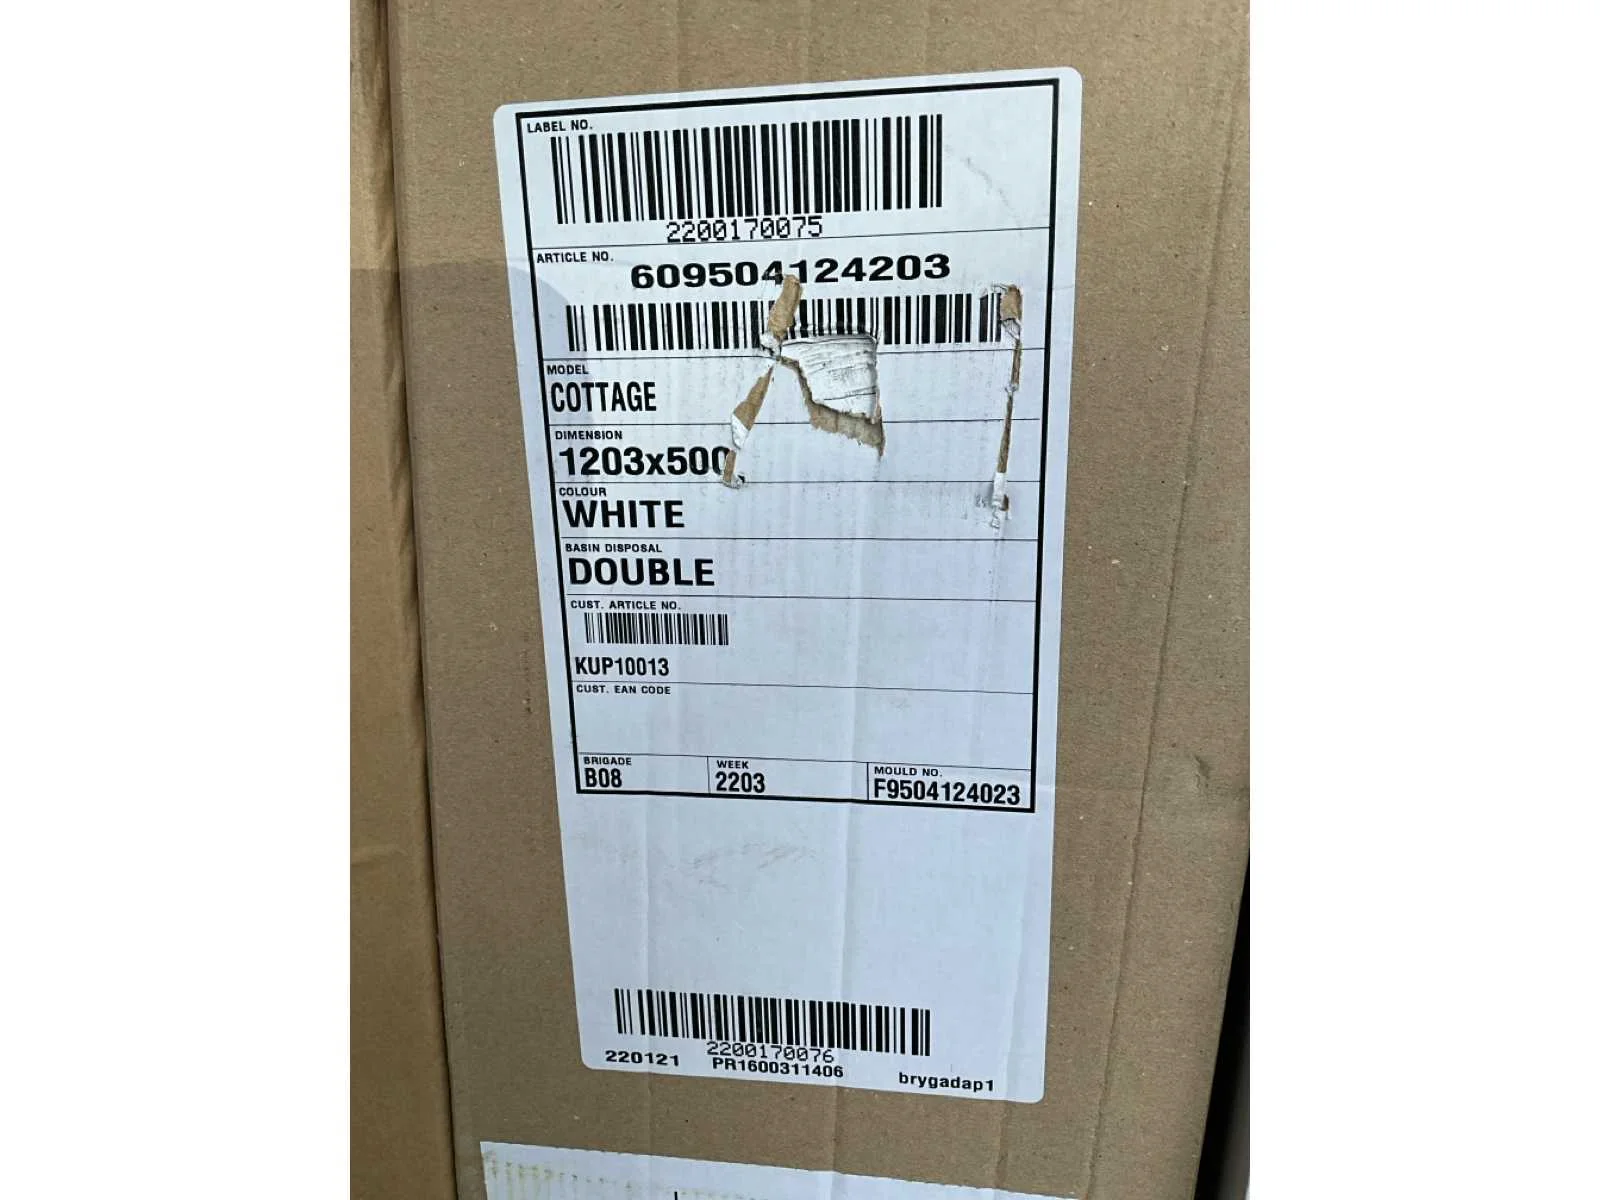 LABEL NO.
2200170075
ARTICLE NO.
609504124203
MODEL
COTTAGE
DIMENSION
1203x500
COLOUR
WHITE
BASIN DISPOSAL
DOUBLE
CUST. ARTICLE NO.
KUP10013
CUST. EAN CODE
BRIGADE WEEK MOULD NO.
B08 2203 F9504124023
2200170076
220121 PR1600311406 brygadap1